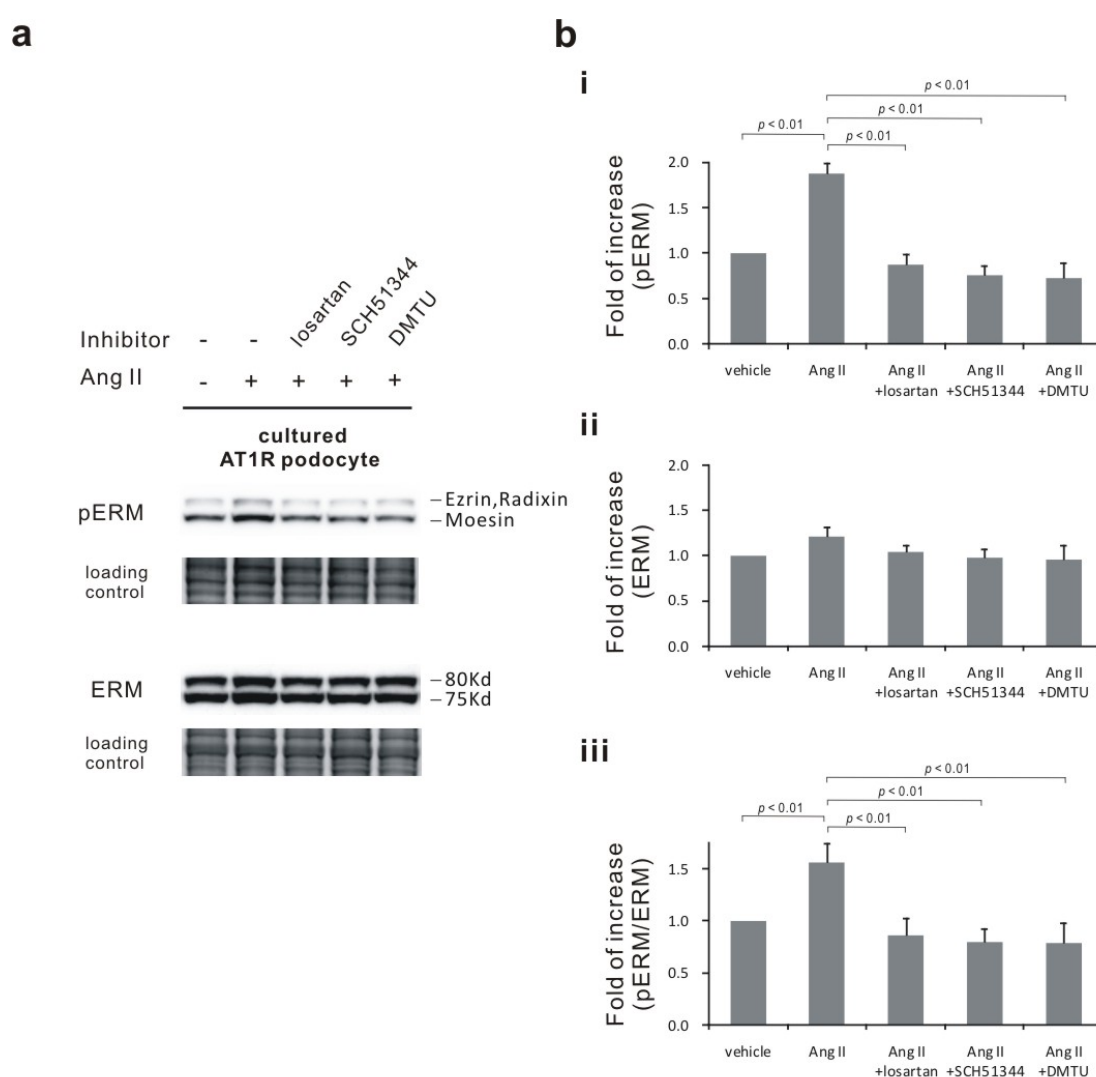 a
Inhibitor - - losartan SCH51344 DMTU
Ang II - + + + +
cultured
AT1R podocyte
pERM
–Ezrin,Radixin
–Moesin
loading
control
ERM
–80Kd
–75Kd
loading
control
b
i
p < 0.01
p < 0.01
p < 0.01
p < 0.01
Fold of increase
(pERM)
2.0
1.5
1.0
0.5
0.0
vehicle Ang II Ang II Ang II Ang II
+losartan +SCH51344 +DMTU
ii
Fold of increase
(ERM)
2.0
1.5
1.0
0.5
0.0
vehicle Ang II Ang II Ang II Ang II
+losartan +SCH51344 +DMTU
iii
p < 0.01
p < 0.01
p < 0.01
p < 0.01
Fold of increase
(pERM/ERM)
1.5
1.0
0.5
0.0
vehicle Ang II Ang II Ang II Ang II
+losartan +SCH51344 +DMTU